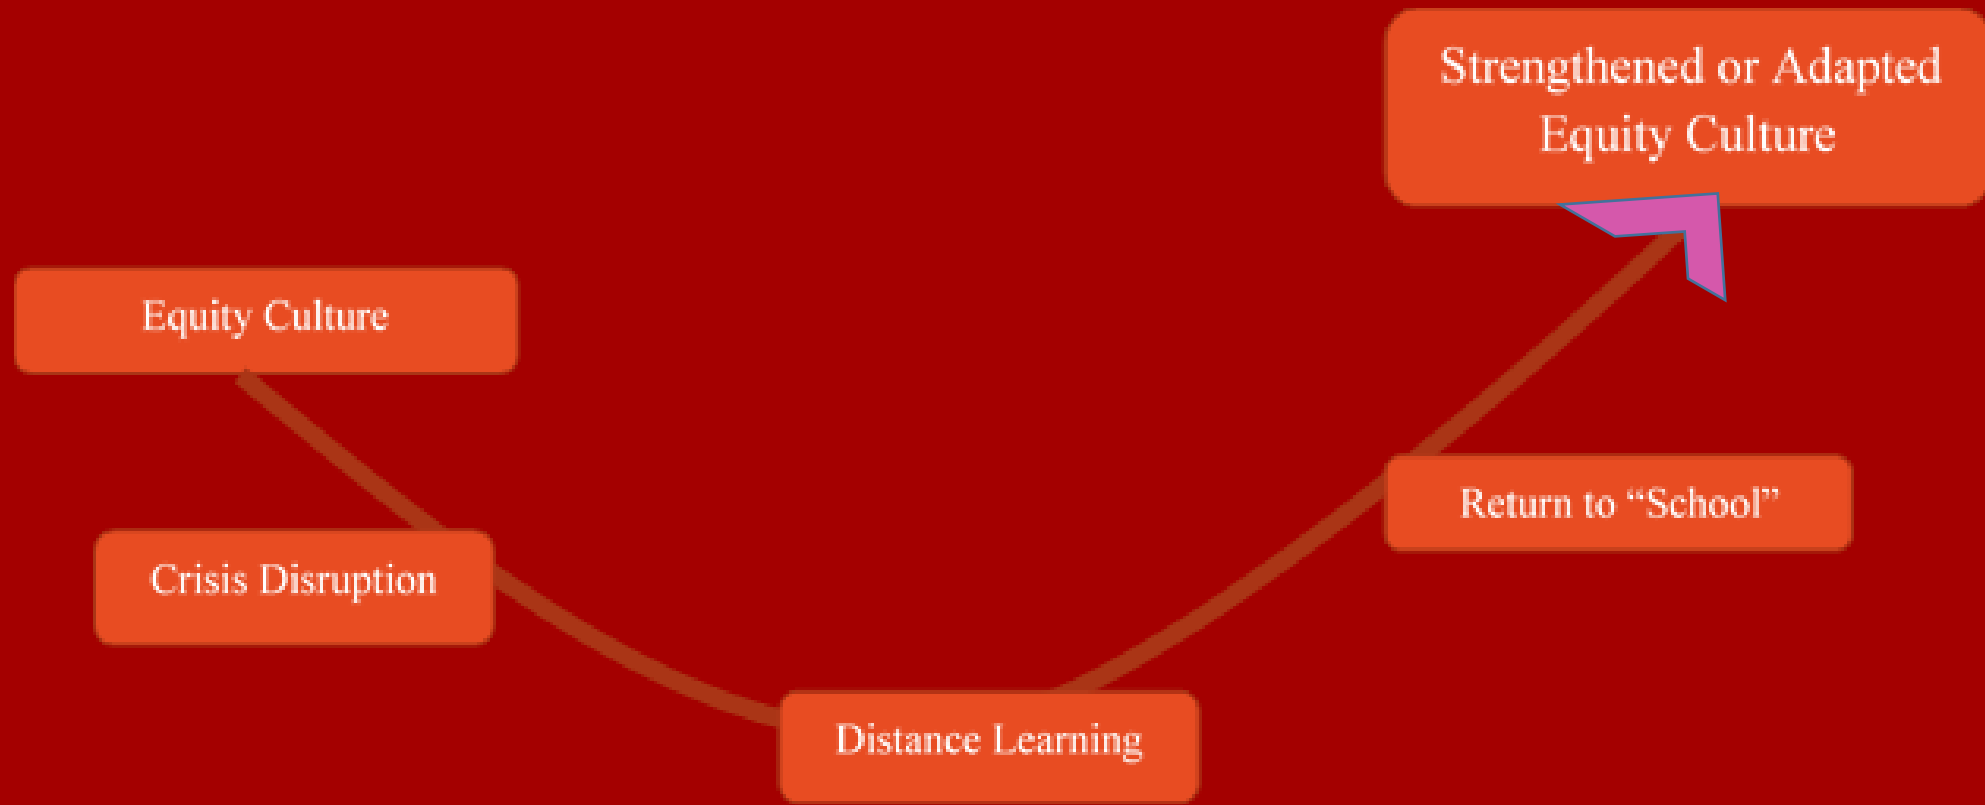 Equity Culture
Crisis Disruption
Distance Learning
Return to “School”
Strengthened or Adapted
Equity Culture